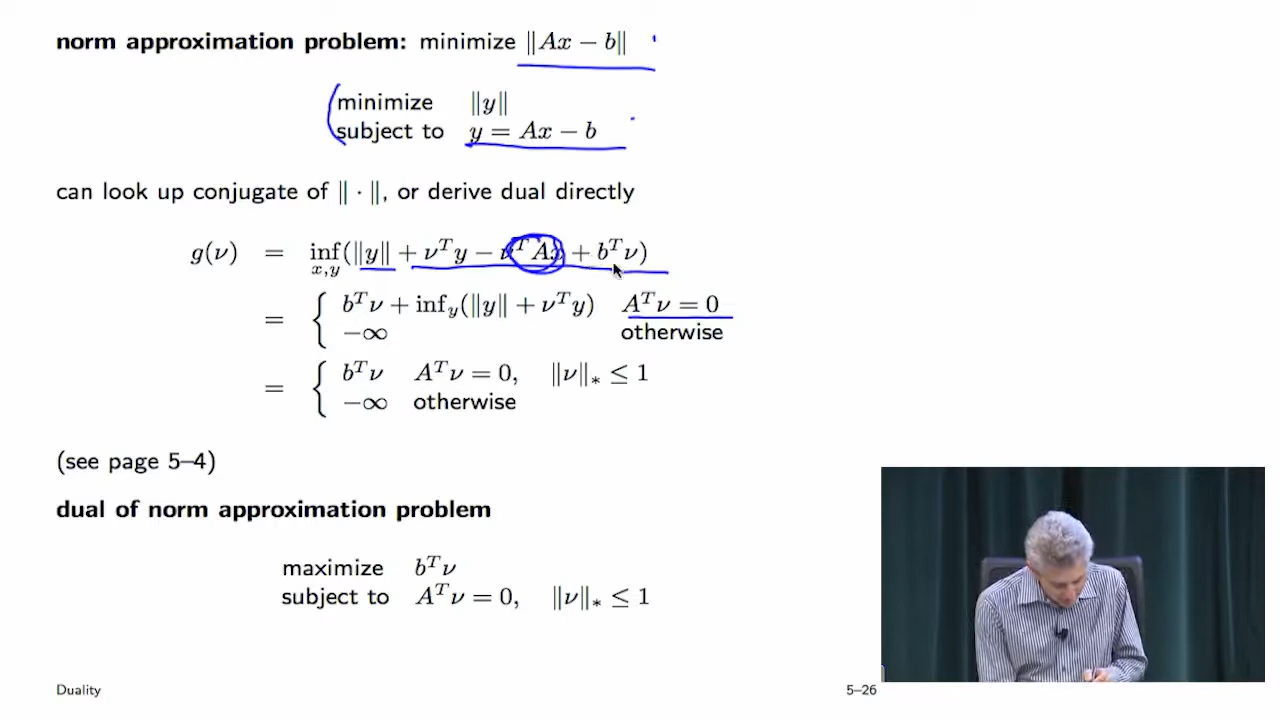 norm approximation problem: minimize ‖Ax − b‖
minimize ‖y‖
subject to y = Ax − b
can look up conjugate of ‖ · ‖, or derive dual directly
g(ν) = inf_{x,y}(‖y‖ + ν^T y − ν^T Ax + b^T ν)
= { b^T ν + inf_y(‖y‖ + ν^T y) A^T ν = 0
−∞ otherwise
= { b^T ν A^T ν = 0, ‖ν‖_* ≤ 1
−∞ otherwise
(see page 5–4)
dual of norm approximation problem
maximize b^T ν
subject to A^T ν = 0, ‖ν‖_* ≤ 1
Duality 5–26